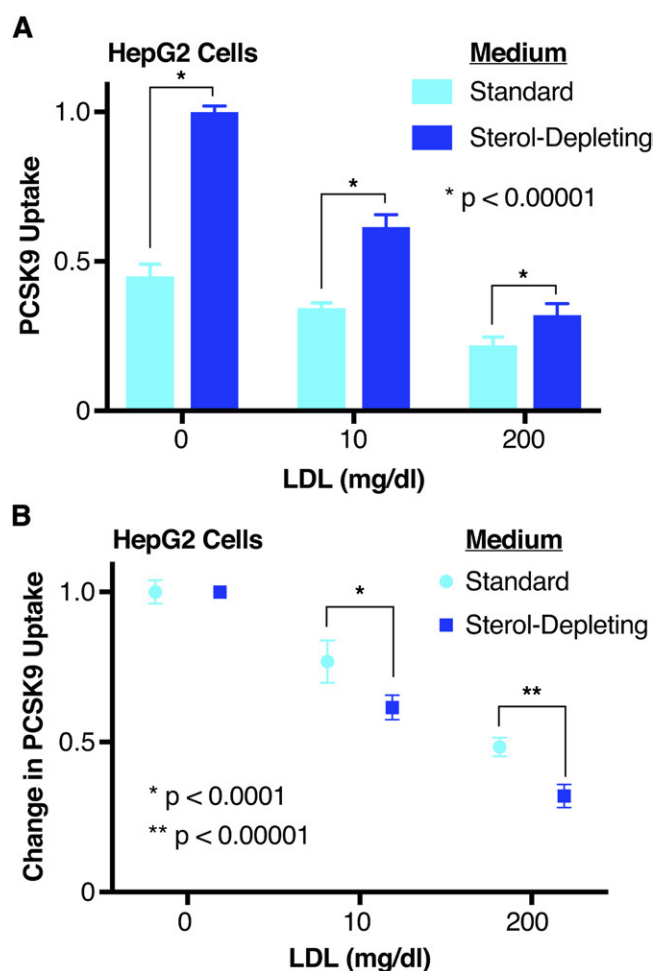 A
HepG2 Cells
Medium
Standard
Sterol-Depleting
* p < 0.00001
*
*
*
PCSK9 Uptake
1.0
0.5
0
0
10
200
LDL (mg/dl)
B
HepG2 Cells
Medium
Standard
Sterol-Depleting
*
**
* p < 0.0001
** p < 0.00001
Change in PCSK9 Uptake
1.0
0.5
0
0
10
200
LDL (mg/dl)